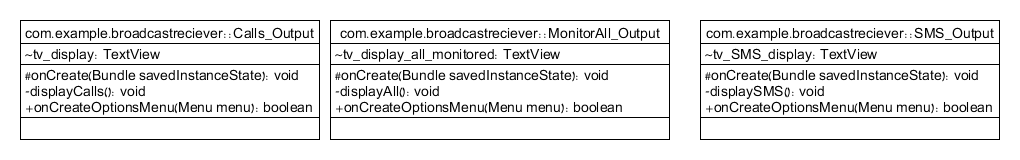 com.example.broadcastreciever::Calls_Output
~tv_display: TextView
#onCreate(Bundle savedInstanceState): void
-displayCalls(): void
+onCreateOptionsMenu(Menu menu): boolean
com.example.broadcastreciever::MonitorAll_Output
~tv_display_all_monitored: TextView
#onCreate(Bundle savedInstanceState): void
-displayAll(): void
+onCreateOptionsMenu(Menu menu): boolean
com.example.broadcastreciever::SMS_Output
~tv_SMS_display: TextView
#onCreate(Bundle savedInstanceState): void
-displaySMS(): void
+onCreateOptionsMenu(Menu menu): boolean